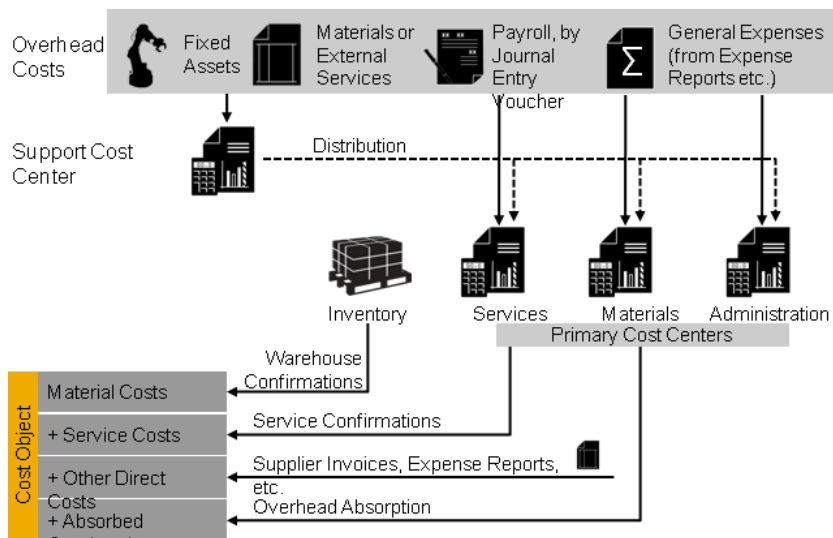 Overhead
Costs
Fixed
Assets
Materials or
External
Services
Payroll, by
Journal
Entry
Voucher
General Expenses
(from Expense
Reports etc.)
Support Cost
Center
Distribution
Inventory
Services
Materials
Administration
Primary Cost Centers
Warehouse
Confirmations
Cost Object
Material Costs
+ Service Costs
Service Confirmations
+ Other Direct
Costs
Supplier Invoices, Expense Reports,
etc.
+ Absorbed
Overhead Absorption